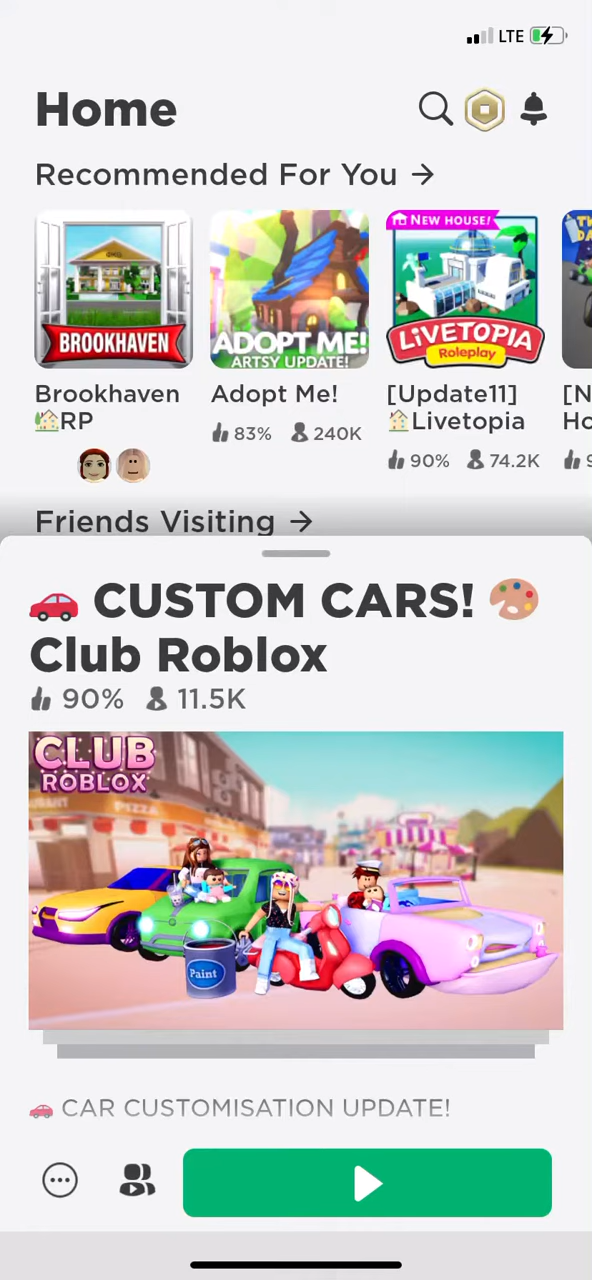 LTE
Home
Recommended For You →
NEW HOUSE!
BROOKHAVEN
ADOPT ME!
ARTSY UPDATE!
LIVETOPIA
Roleplay
Brookhaven
RP
Adopt Me!
83% 240K
[Update11]
Livetopia
90% 74.2K
Friends Visiting →
CUSTOM CARS!
Club Roblox
90% 11.5K
CLUB
ROBLOX
PIZZA
Paint
CAR CUSTOMISATION UPDATE!